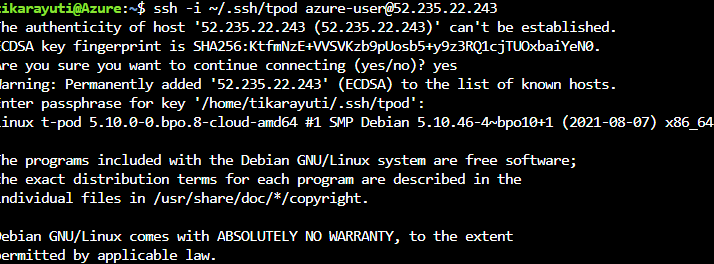 tikarayuti@Azure:~$ ssh -i ~/.ssh/tpod azure-user@52.235.22.243
The authenticity of host '52.235.22.243 (52.235.22.243)' can't be established.
ECDSA key fingerprint is SHA256:KtfmNzE+VVSVKzb9pUosb5+y9z3RQ1cjTUOxbaiYeN0.
Are you sure you want to continue connecting (yes/no)? yes
Warning: Permanently added '52.235.22.243' (ECDSA) to the list of known hosts.
Enter passphrase for key '/home/tikarayuti/.ssh/tpod':
Linux t-pod 5.10.0-0.bpo.8-cloud-amd64 #1 SMP Debian 5.10.46-4~bpo10+1 (2021-08-07) x86_64
The programs included with the Debian GNU/Linux system are free software;
the exact distribution terms for each program are described in the
individual files in /usr/share/doc/*/copyright.
Debian GNU/Linux comes with ABSOLUTELY NO WARRANTY, to the extent
permitted by applicable law.